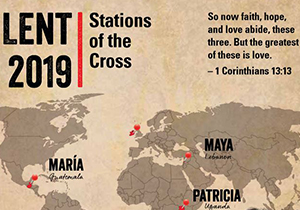 LENT
2019
Stations
of the
Cross
So now faith, hope,
and love abide, these
three. But the greatest
of these is love.
– 1 Corinthians 13:13
MARÍA
Guatemala
MAYA
Lebanon
PATRICIA
Uganda